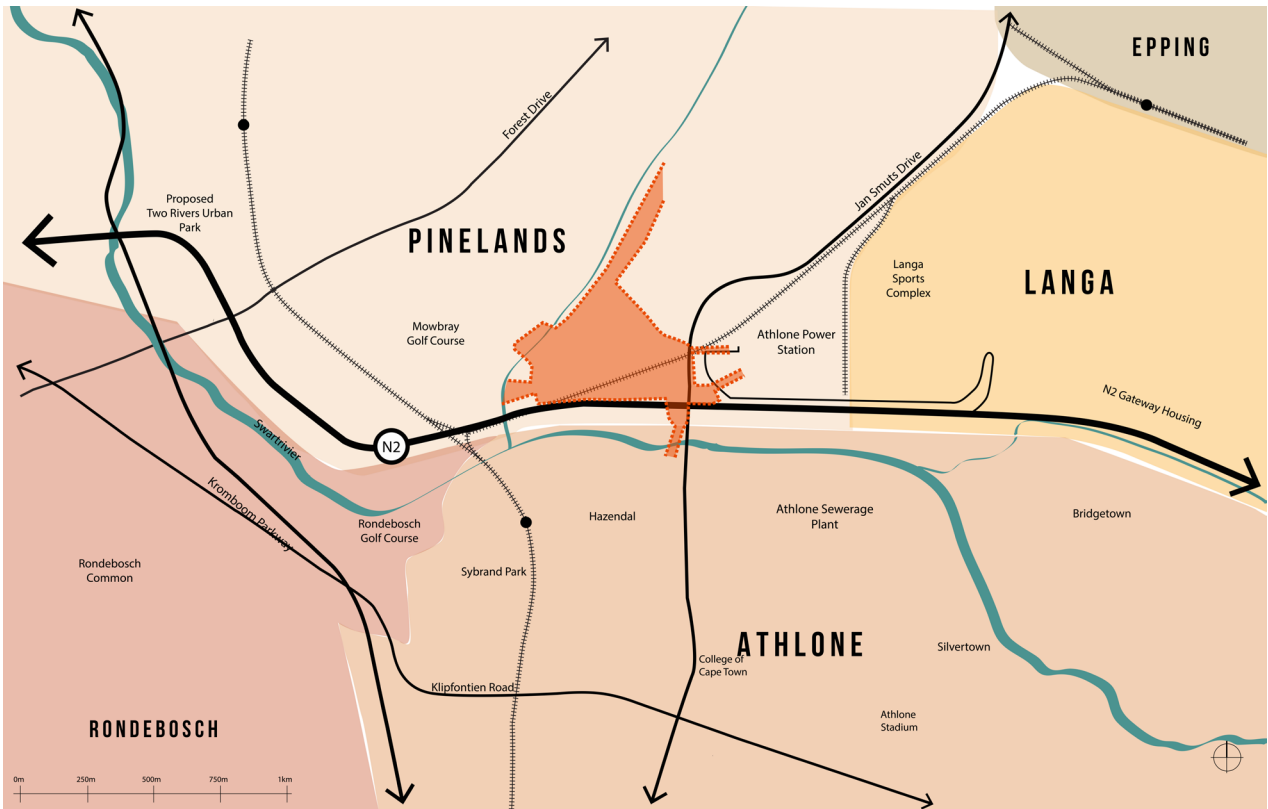 EPPING
Forest Drive
Jan Smuts Drive
Proposed
Two Rivers Urban
Park
PINELANDS
Langa
Sports
Complex
LANGA
Mowbray
Golf Course
Athlone Power
Station
N2 Gateway Housing
N2
Swartrivier
Kromboom Parkway
Rondebosch
Golf Course
Hazendal
Athlone Sewerage
Plant
Bridgetown
Rondebosch
Common
Sybrand Park
ATHLONE
Silvertown
College of
Cape Town
Klipfontien Road
Athlone
Stadium
RONDEBOSCH
0m 250m 500m 750m 1km